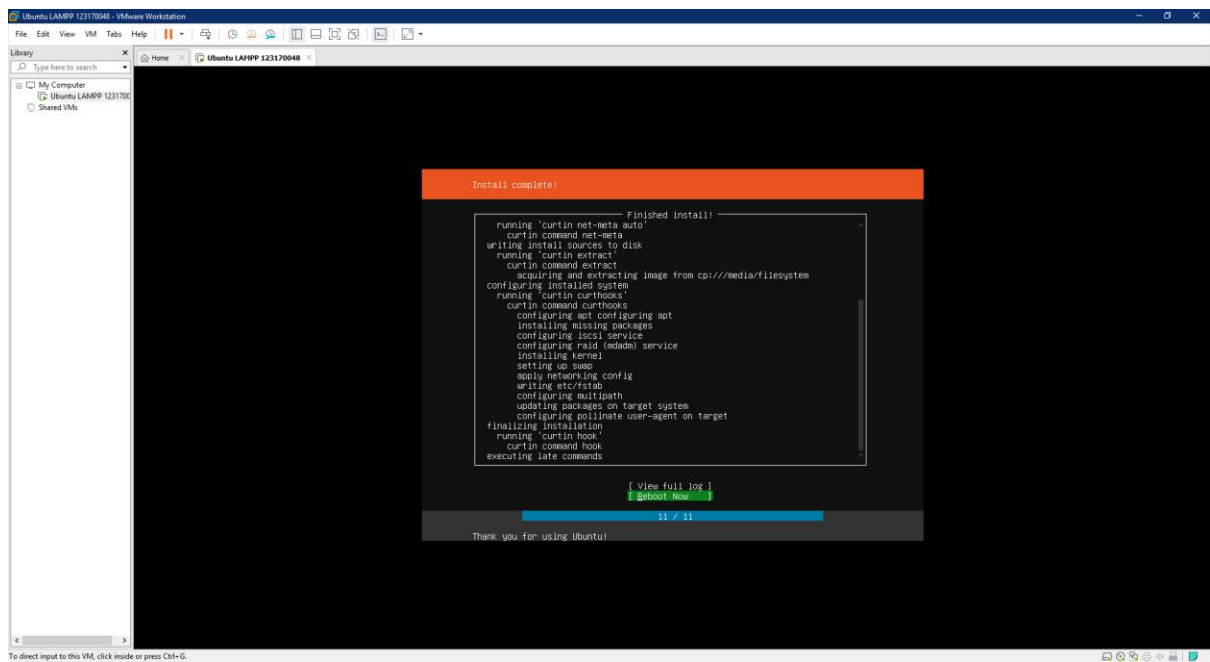 Ubuntu LAMPP 123170048 - VMware Workstation
File Edit View VM Tabs Help
Library
Type here to search
My Computer
Ubuntu LAMPP 1231700
Shared VMs
Home
Ubuntu LAMPP 123170048
Install complete!
Finished install!
running 'curtin net-meta auto'
curtin command net-meta
writing install sources to disk
running 'curtin extract'
curtin command extract
acquiring and extracting image from cp:///media/filesystem
configuring installed system
running 'curtin curthooks'
curtin command curthooks
configuring apt configuring apt
installing missing packages
configuring iscsi service
configuring raid (mdadm) service
installing kernel
setting up swap
apply networking config
writing etc/fstab
configuring multipath
updating packages on target system
configuring pollinate user-agent on target
finalizing installation
running 'curtin hook'
curtin command hook
executing late commands
[ View full log ]
[ Reboot Now ]
11 / 11
Thank you for using Ubuntu!
To direct input to this VM, click inside or press Ctrl+G.